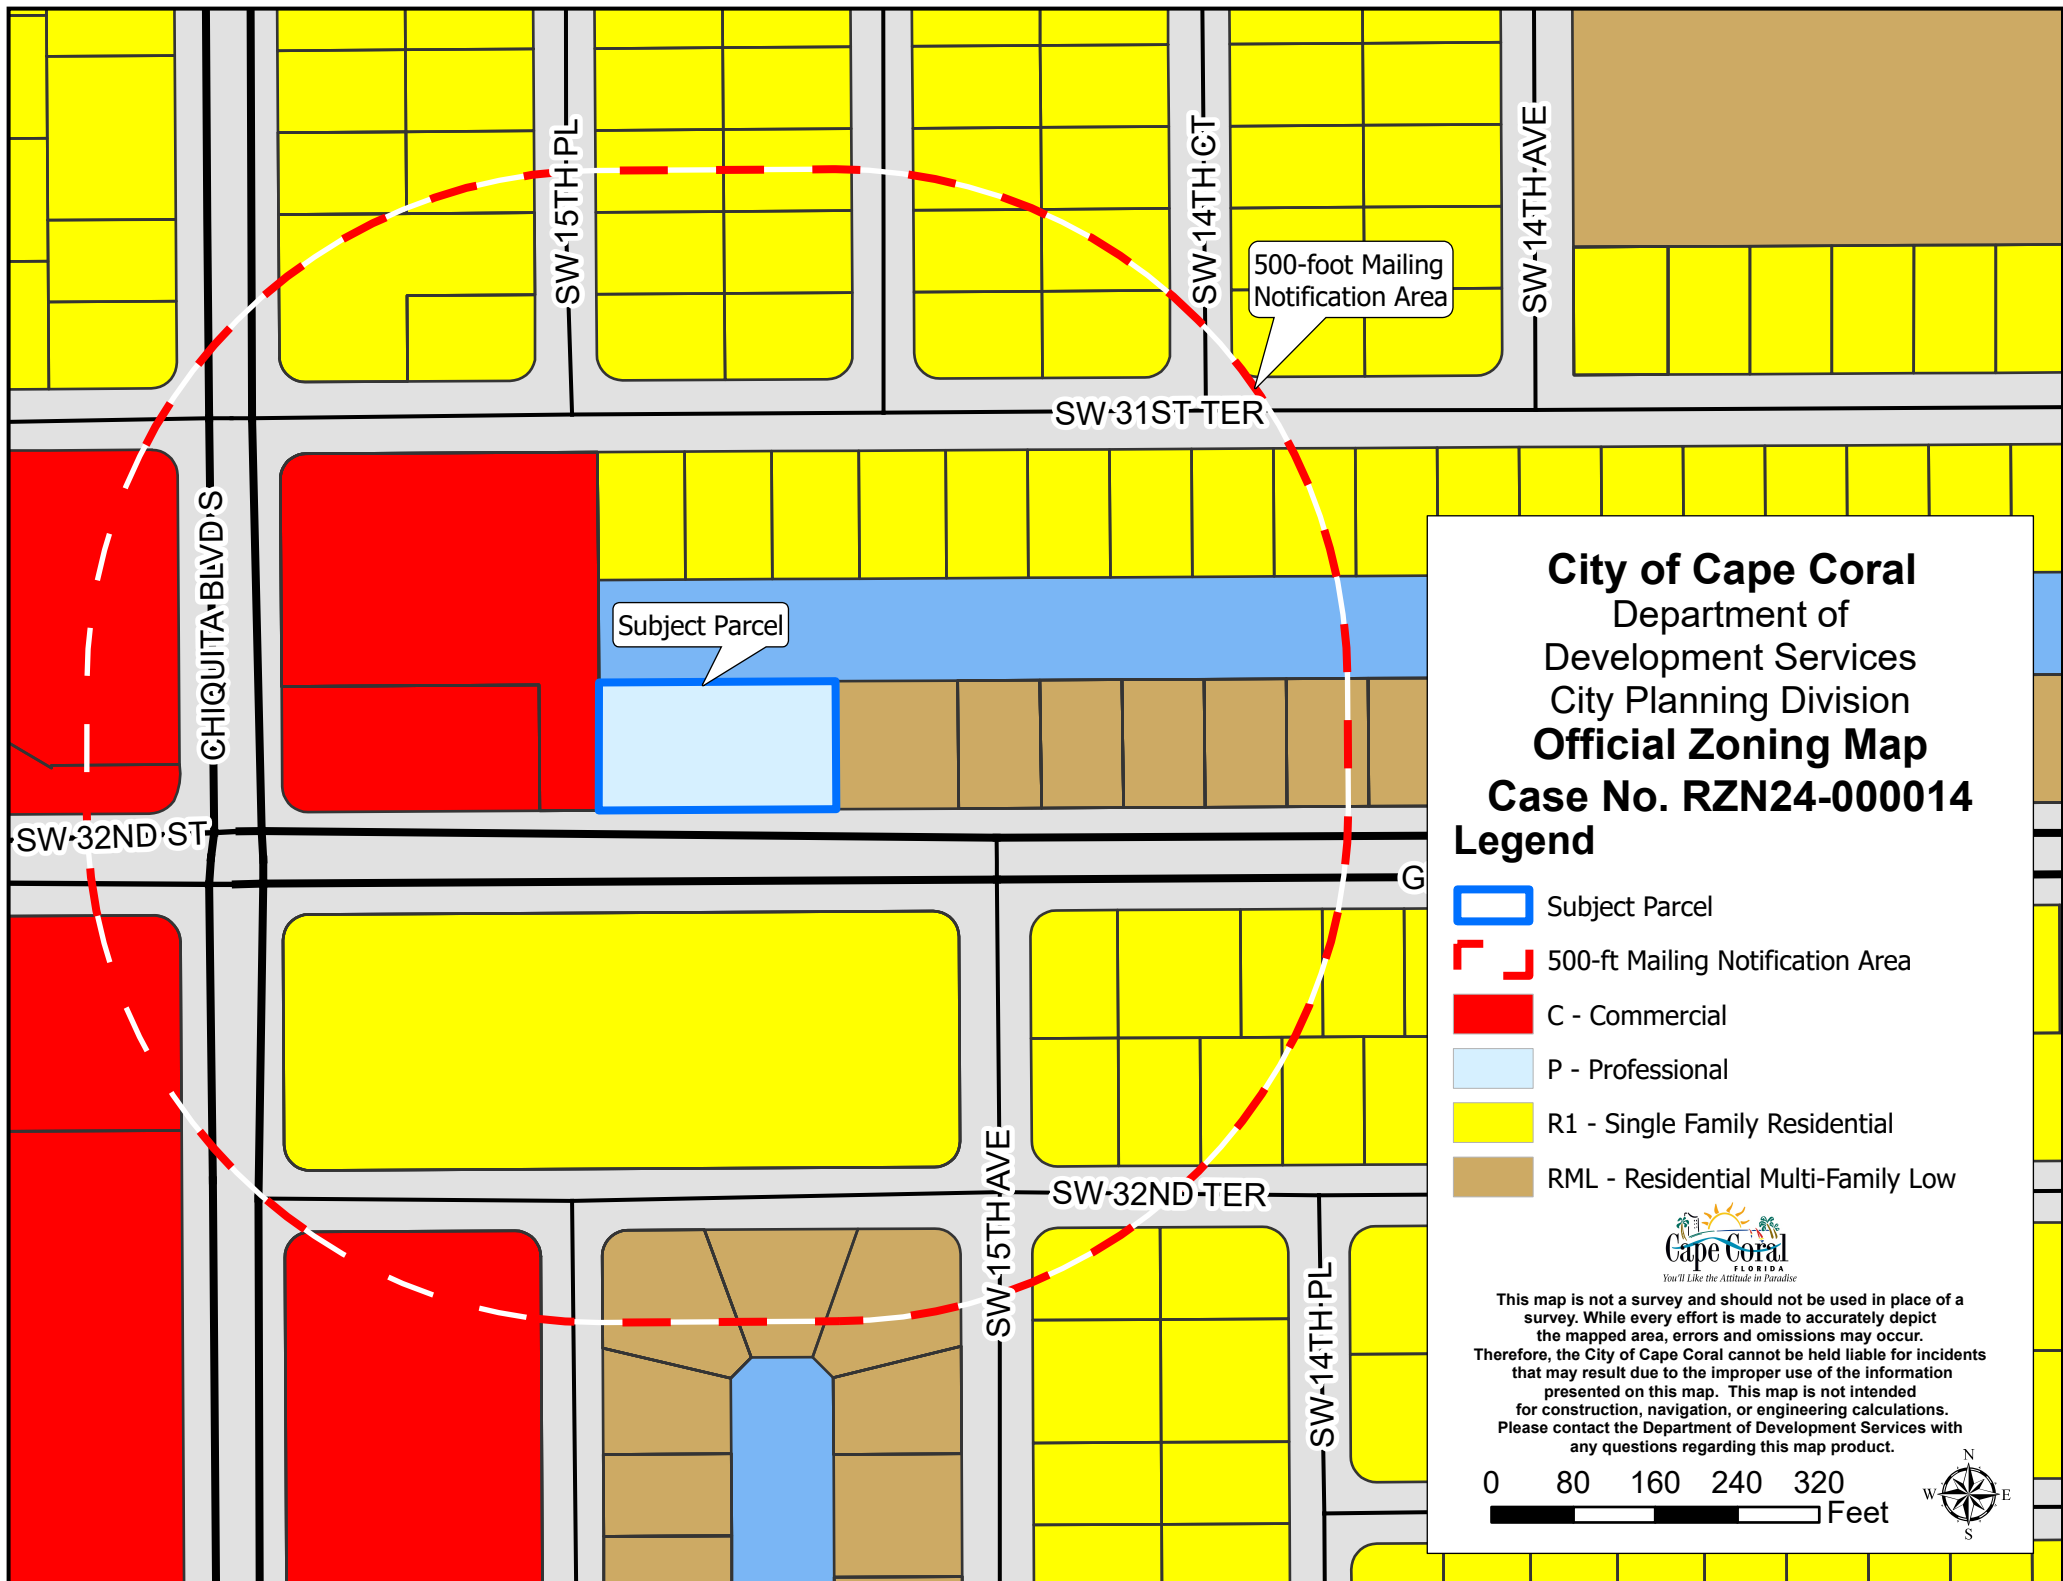 SW 15TH PL
SW 14TH CT
SW 14TH AVE
500-foot Mailing
Notification Area
SW 31ST TER
CHIQUITA BLVD S
Subject Parcel
SW 32ND ST
G
SW 15TH AVE
SW 32ND TER
SW 14TH PL
City of Cape Coral
Department of
Development Services
City Planning Division
Official Zoning Map
Case No. RZN24-000014
Legend
Subject Parcel
500-ft Mailing Notification Area
C - Commercial
P - Professional
R1 - Single Family Residential
RML - Residential Multi-Family Low
Cape Coral
FLORIDA
You'll Like the Attitude in Paradise
This map is not a survey and should not be used in place of a
survey. While every effort is made to accurately depict
the mapped area, errors and omissions may occur.
Therefore, the City of Cape Coral cannot be held liable for incidents
that may result due to the improper use of the information
presented on this map. This map is not intended
for construction, navigation, or engineering calculations.
Please contact the Department of Development Services with
any questions regarding this map product.
0 80 160 240 320
Feet
N
W E
S